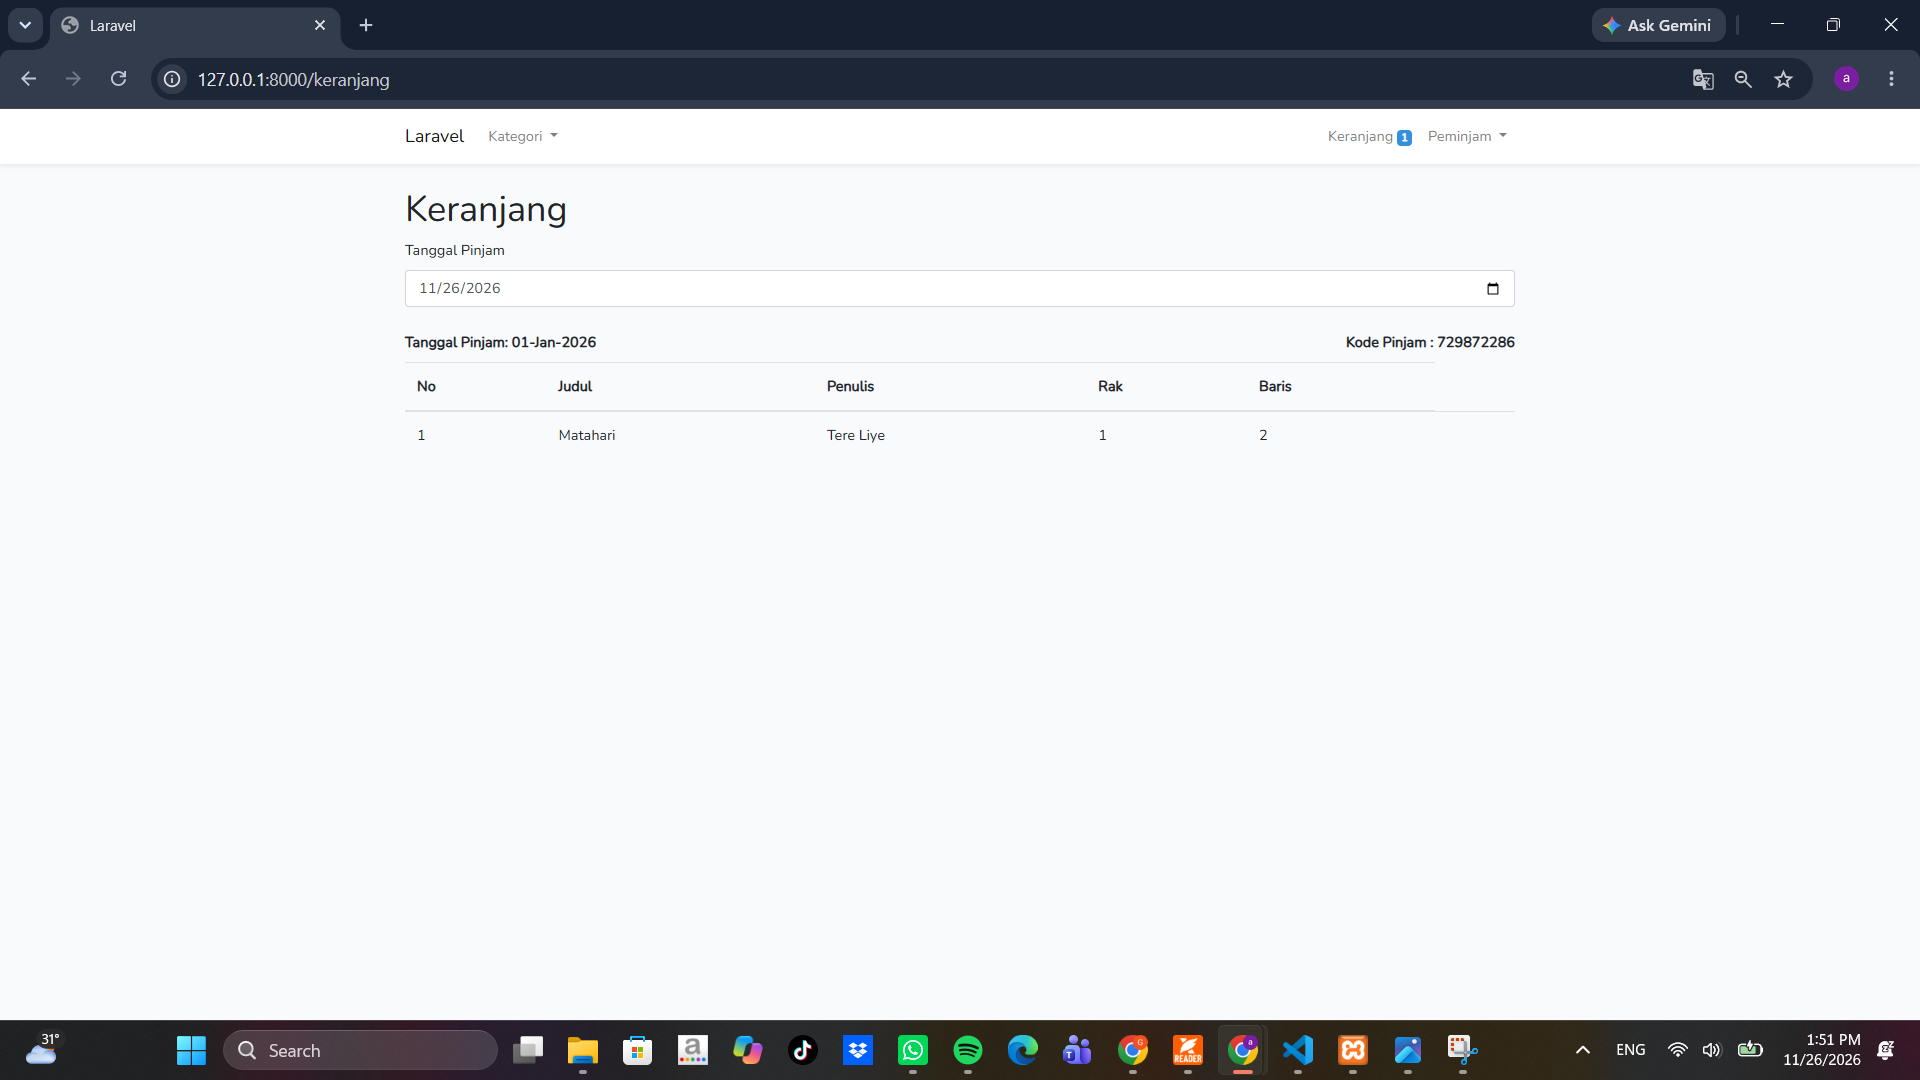 Laravel
Ask Gemini
127.0.0.1:8000/keranjang
a
Laravel Kategori Keranjang 1 Peminjam
Keranjang
Tanggal Pinjam
11/26/2026
Tanggal Pinjam: 01-Jan-2026 Kode Pinjam : 729872286
No Judul Penulis Rak Baris
1 Matahari Tere Liye 1 2
31°
Search
a
T
G
READER
a
ENG
1:51 PM
11/26/2026